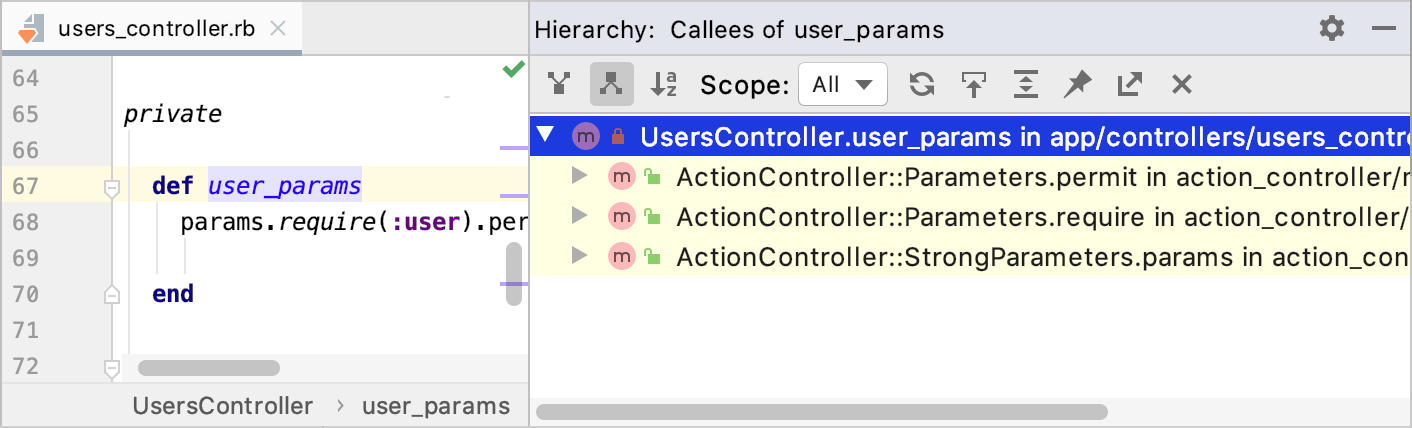 users_controller.rb
64
65 private
66
67 def user_params
68 params.require(:user).per
69
70 end
71
72
UsersController › user_params
Hierarchy: Callees of user_params
Scope: All
m UsersController.user_params in app/controllers/users_contr
m ActionController::Parameters.permit in action_controller/
m ActionController::Parameters.require in action_controller/
m ActionController::StrongParameters.params in action_con